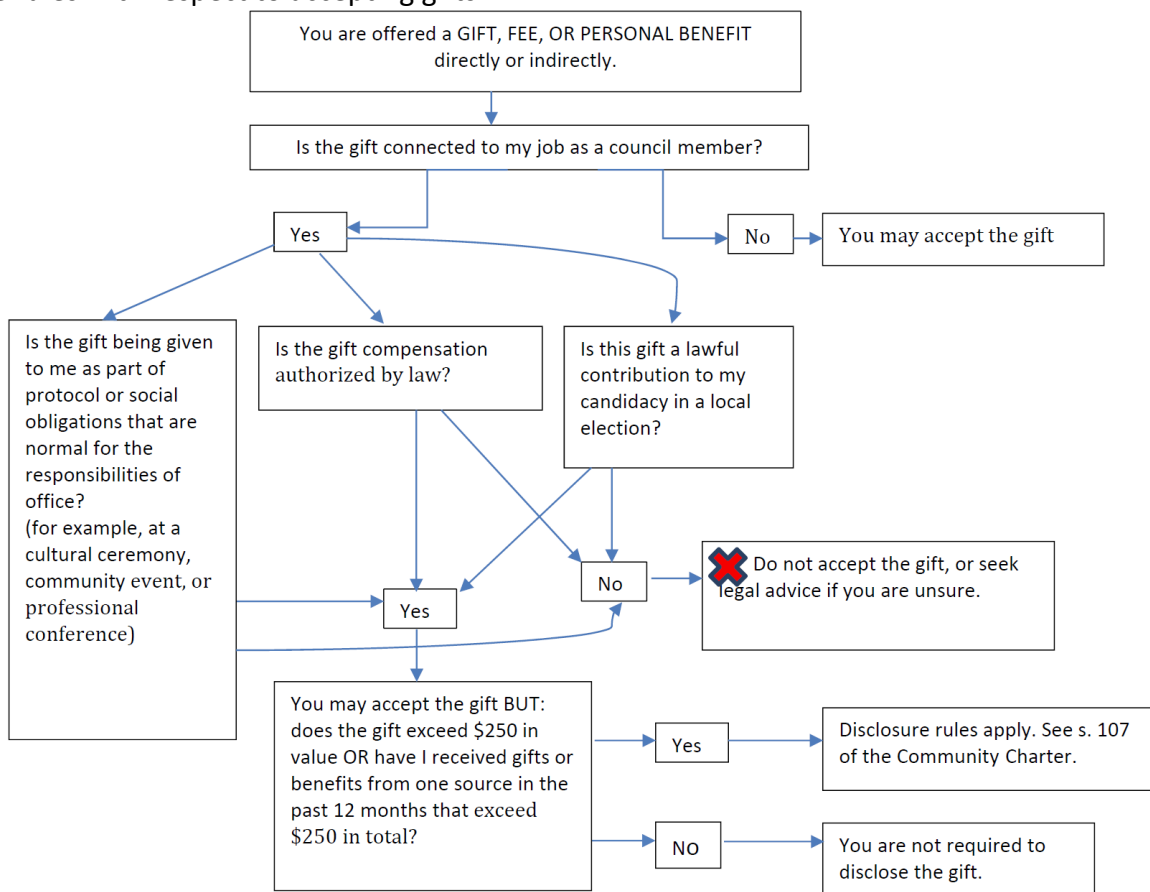 You are offered a GIFT, FEE, OR PERSONAL BENEFIT
directly or indirectly.
Is the gift connected to my job as a council member?
Yes
No
You may accept the gift
Is the gift being given
to me as part of
protocol or social
obligations that are
normal for the
responsibilities of
office?
(for example, at a
cultural ceremony,
community event, or
professional
conference)
Is the gift compensation
authorized by law?
Is this gift a lawful
contribution to my
candidacy in a local
election?
Yes
No
Do not accept the gift, or seek
legal advice if you are unsure.
You may accept the gift BUT:
does the gift exceed $250 in
value OR have I received gifts or
benefits from one source in the
past 12 months that exceed
$250 in total?
Yes
Disclosure rules apply. See s. 107
of the Community Charter.
No
You are not required to
disclose the gift.